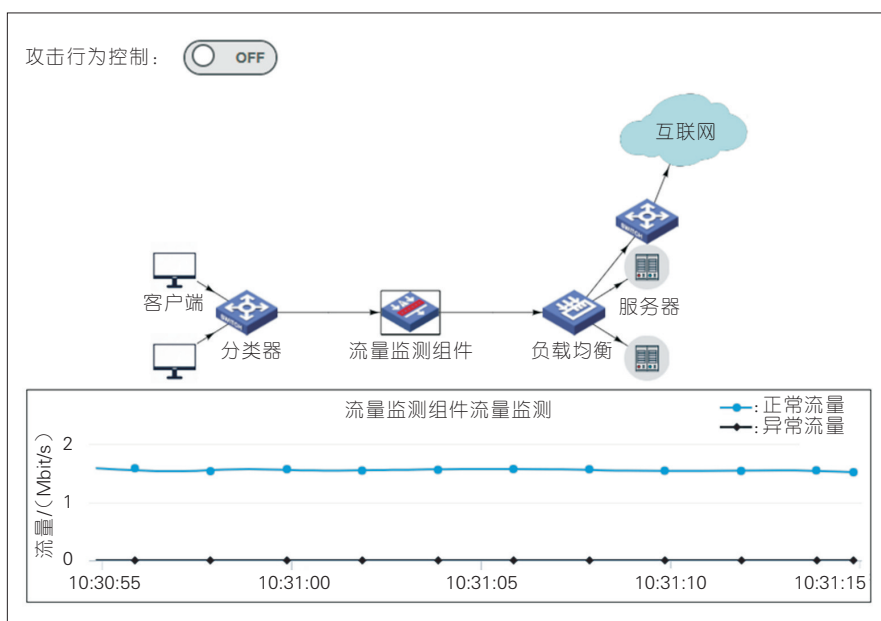 攻击行为控制：
OFF
互联网
SWITCH
客户端
服务器
SWITCH
分类器
流量监测组件
负载均衡
流量监测组件流量监测
：正常流量
：异常流量
流量/（Mbit/s）
2
1
0
10:30:55
10:31:00
10:31:05
10:31:10
10:31:15